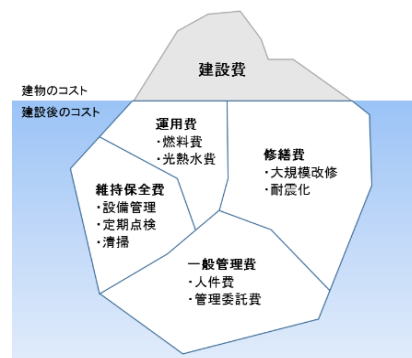 建設費
建物のコスト
建設後のコスト
運用費
・燃料費
・光熱水費
修繕費
・大規模改修
・耐震化
維持保全費
・設備管理
・定期点検
・清掃
一般管理費
・人件費
・管理委託費